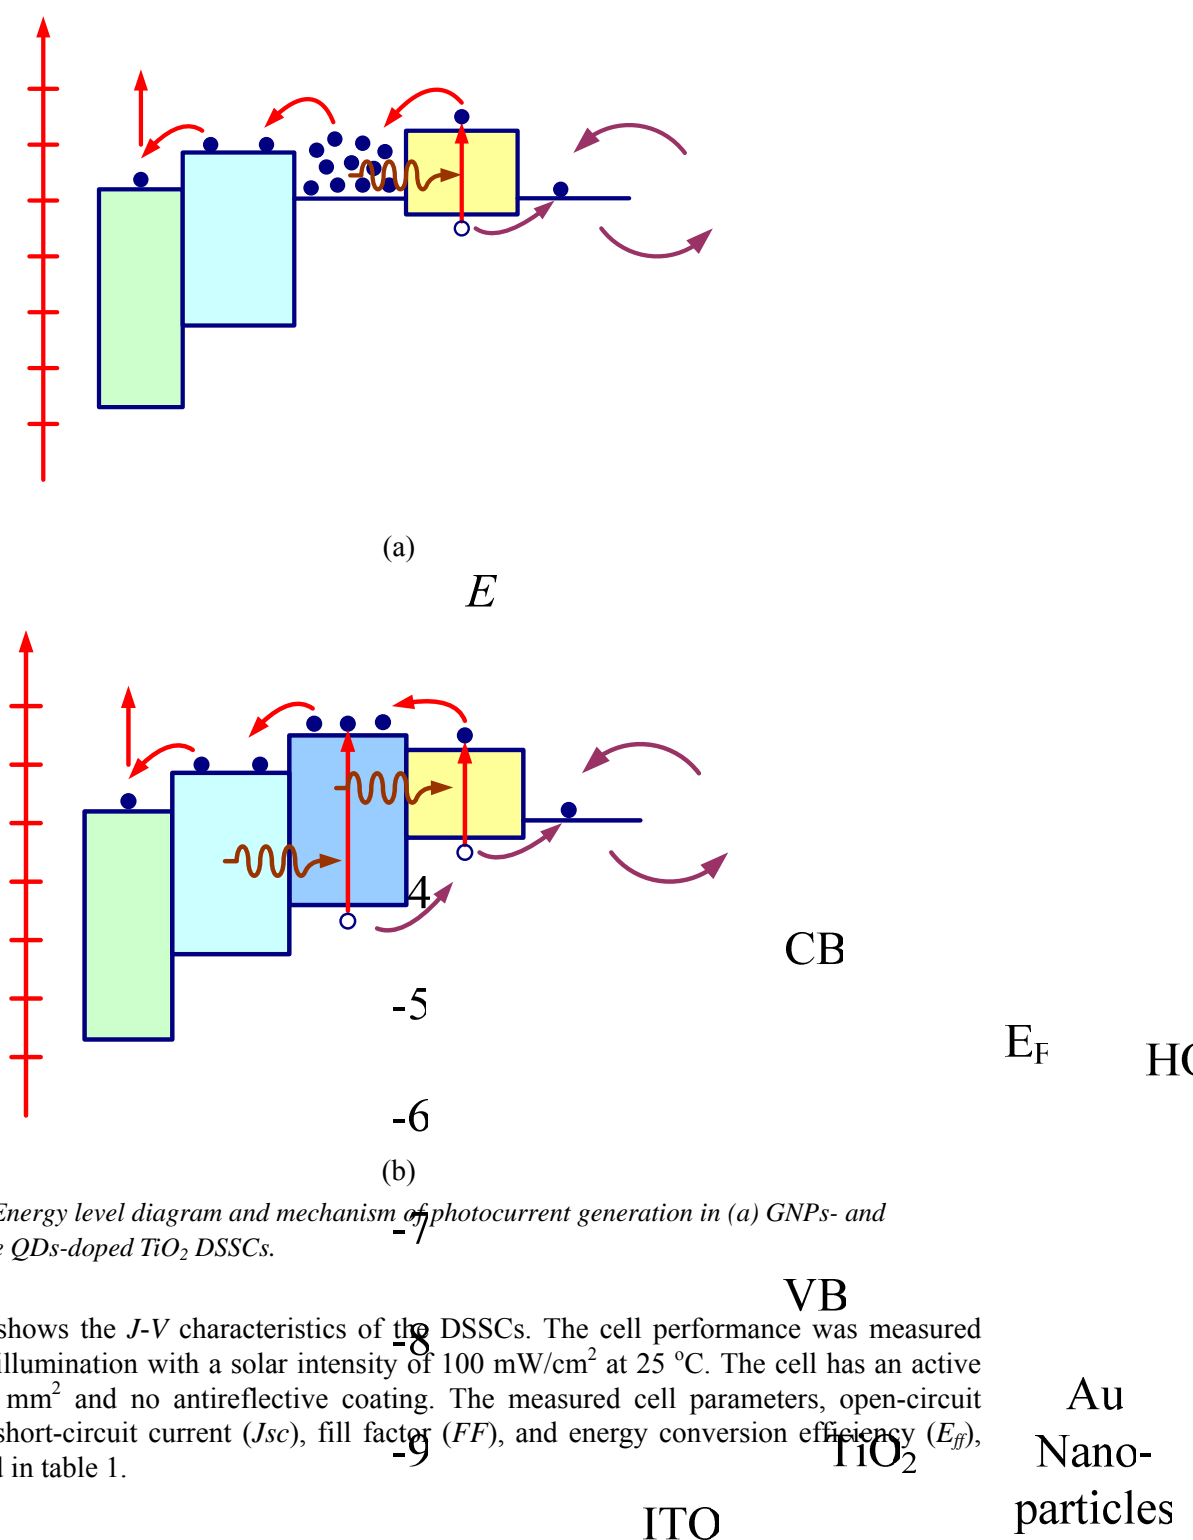 (a)
E
4
CB
-5
E_F
-6
(b)
Energy level diagram and mechanism of photocurrent generation in (a) GNPs- and
-7
QDs-doped TiO₂ DSSCs.
VB
shows the J-V characteristics of the DSSCs. The cell performance was measured
-8
illumination with a solar intensity of 100 mW/cm² at 25 °C. The cell has an active
mm² and no antireflective coating. The measured cell parameters, open-circuit
Au
short-circuit current (Jsc), fill factor (FF), and energy conversion efficiency (E_ff),
-9
TiO₂
Nano-
in table 1.
particles
ITO